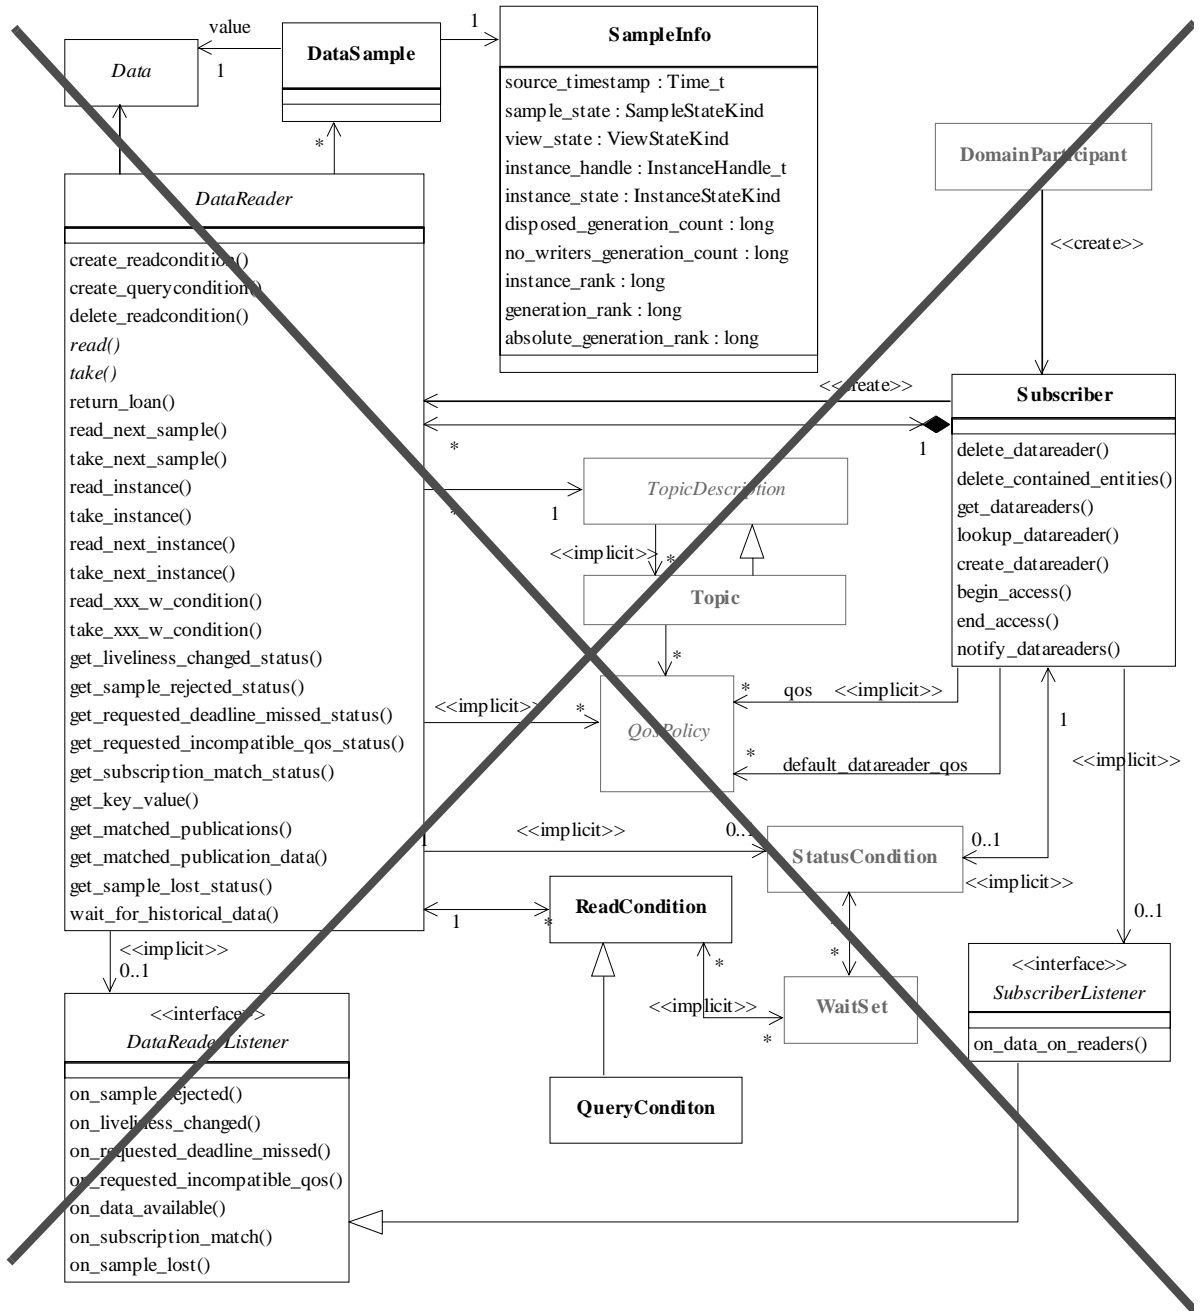 value
1
Data
DataSample
1
SampleInfo
source_timestamp : Time_t
sample_state : SampleStateKind
view_state : ViewStateKind
instance_handle : InstanceHandle_t
instance_state : InstanceStateKind
disposed_generation_count : long
no_writers_generation_count : long
instance_rank : long
generation_rank : long
absolute_generation_rank : long
*
DomainParticipant
<<create>>
DataReader
create_readcondition()
create_querycondition()
delete_readcondition()
read()
take()
return_loan()
read_next_sample()
take_next_sample()
read_instance()
take_instance()
read_next_instance()
take_next_instance()
read_xxx_w_condition()
take_xxx_w_condition()
get_liveliness_changed_status()
get_sample_rejected_status()
get_requested_deadline_missed_status()
get_requested_incompatible_qos_status()
get_subscription_match_status()
get_key_value()
get_matched_publications()
get_matched_publication_data()
get_sample_lost_status()
wait_for_historical_data()
<<create>>
*
1
Subscriber
delete_datareader()
delete_contained_entities()
get_datareaders()
lookup_datareader()
create_datareader()
begin_access()
end_access()
notify_datareaders()
*
1
TopicDescription
<<implicit>>
*
Topic
*
<<implicit>>
*
QosPolicy
*
qos
<<implicit>>
*
default_datareader_qos
1
<<implicit>>
0..1
1
<<implicit>>
0..1
StatusCondition
0..1
<<implicit>>
1
*
ReadCondition
*
<<implicit>>
*
*
*
WaitSet
QueryConditon
<<implicit>>
0..1
<<interface>>
DataReaderListener
on_sample_rejected()
on_liveliness_changed()
on_requested_deadline_missed()
on_requested_incompatible_qos()
on_data_available()
on_subscription_match()
on_sample_lost()
<<interface>>
SubscriberListener
on_data_on_readers()